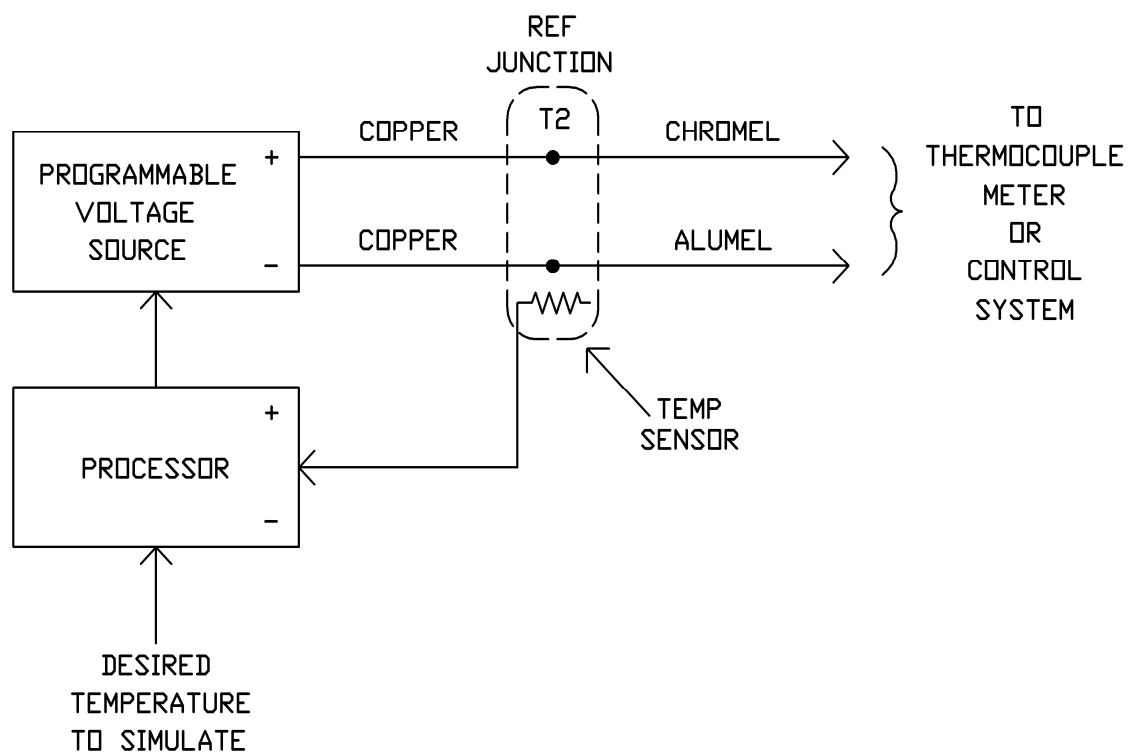 REF
JUNCTION
T2
COPPER
CHROMEL
+
PROGRAMMABLE
VOLTAGE
SOURCE
COPPER
ALUMEL
-
TO
THERMOCOUPLE
METER
OR
CONTROL
SYSTEM
TEMP
SENSOR
+
PROCESSOR
-
DESIRED
TEMPERATURE
TO SIMULATE